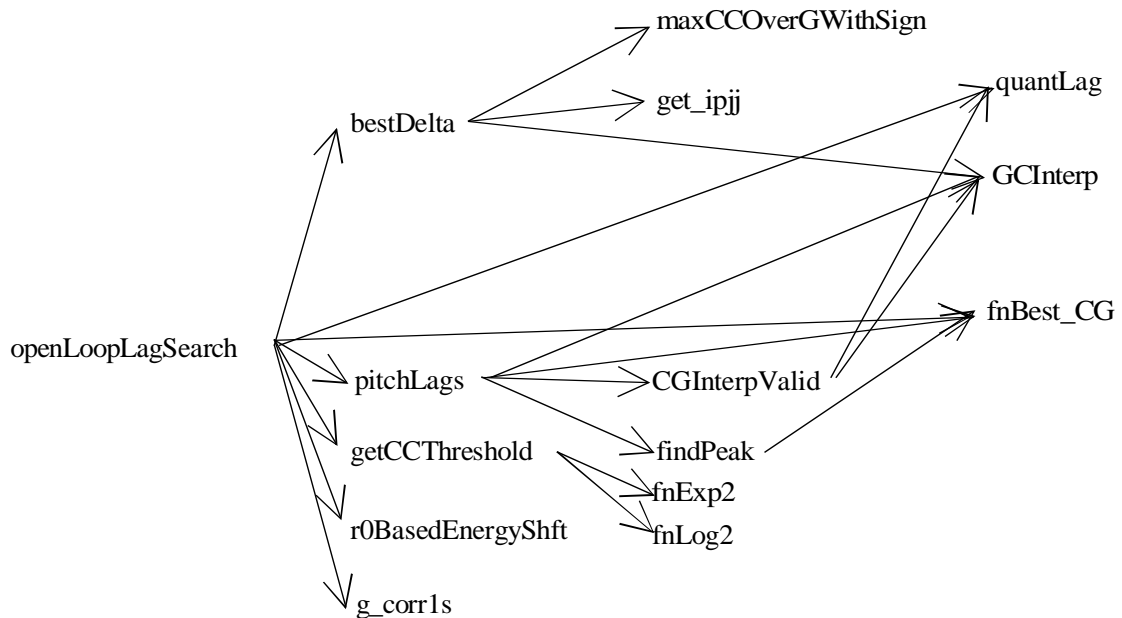 maxCCOverGWithSign
quantLag
get_ipjj
bestDelta
GCInterp
fnBest_CG
openLoopLagSearch
pitchLags
CGInterpValid
getCCThreshold
findPeak
fnExp2
r0BasedEnergyShft
fnLog2
g_corr1s